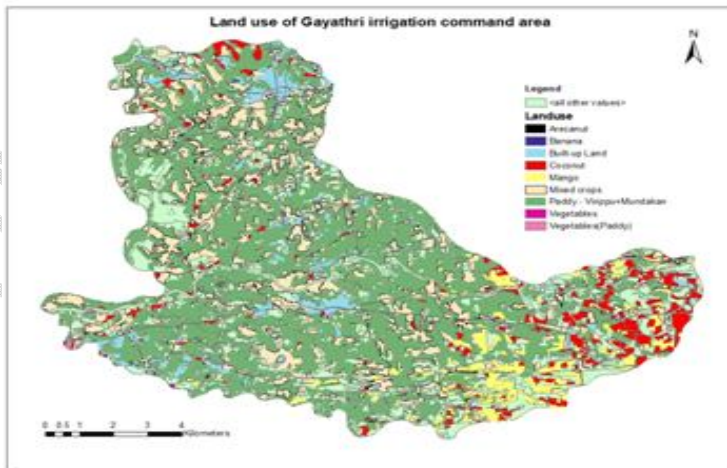 Land use of Gayathri irrigation command area
N
Legend
<all other values>
Landuse
Arecanut
Banana
Built-up Land
Coconut
Mango
Mixed crops
Paddy - Virippu+Mundakan
Vegetables
Vegetables(Paddy)
0 0.5 1 2 3 4
Kilometers